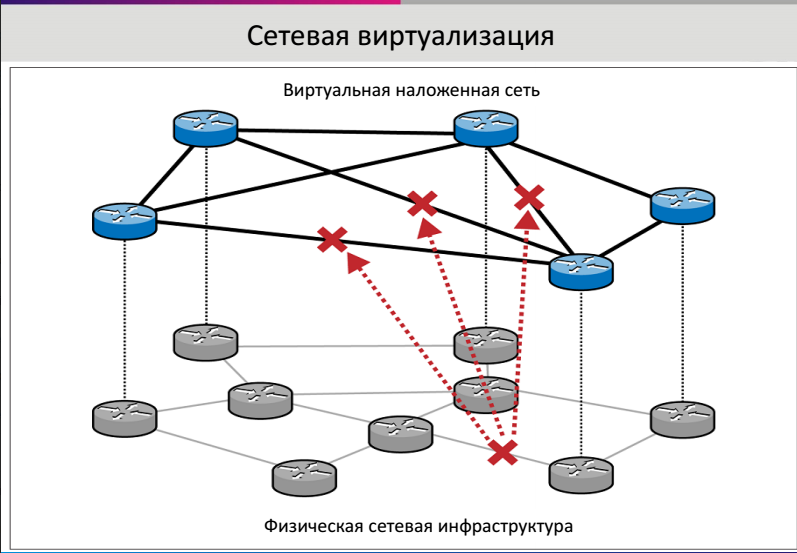 Сетевая виртуализация
Виртуальная наложенная сеть
Физическая сетевая инфраструктура